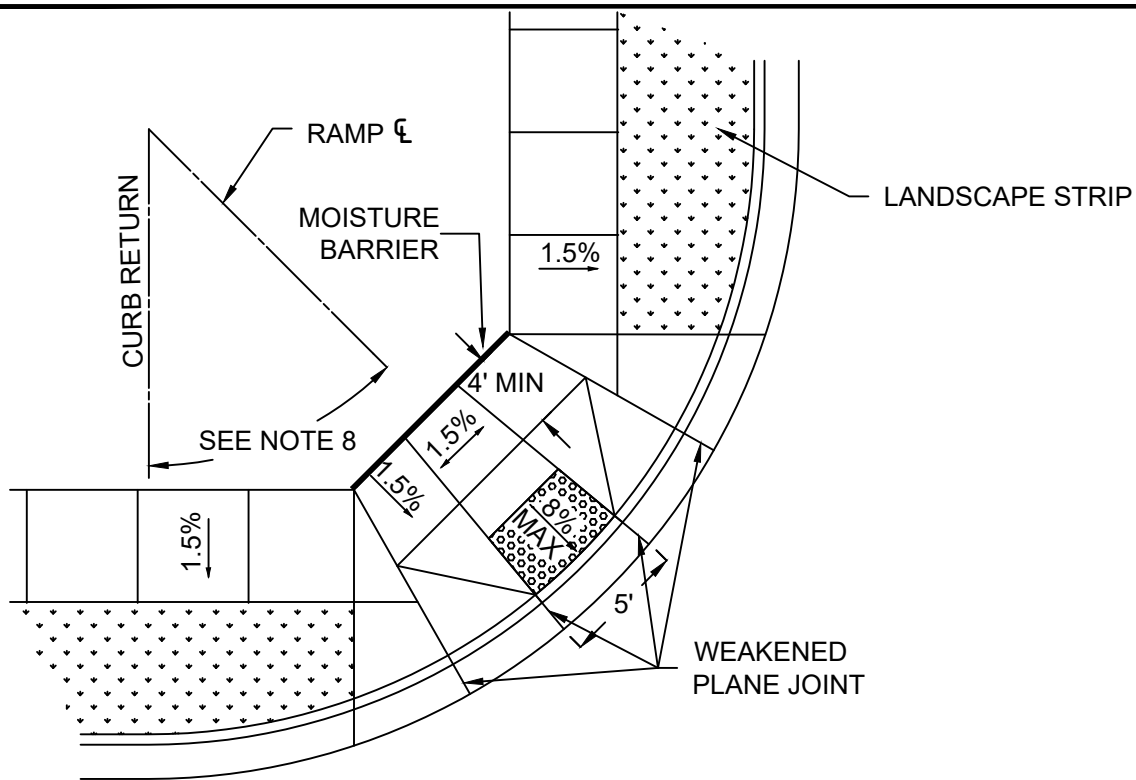 RAMP ℄
LANDSCAPE STRIP
MOISTURE
BARRIER
CURB RETURN
1.5%
4' MIN
SEE NOTE 8
1.5%
1.5%
8%
MAX
1.5%
5'
WEAKENED
PLANE JOINT